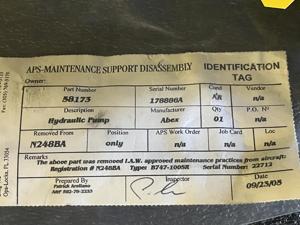 APS-MAINTENANCE SUPPORT DISASSEMBLY
IDENTIFICATION TAG
Owner:
Part Number Serial Number Cond Vendor
58173 178886A AR n/a
Description Manufacturer Qty P.O. Nº
Hydraulic Pump Abex 01 n/a
Removed From Position APS Work Order Job Card Loc
N248BA only n/a n/a n/a
Remarks
The above part was removed I.A.W. approved maintenance practices from aircraft:
Registration # N248BA Type: B747-100SR Serial Number: 22712
Prepared By Inspector Date
Patrick Arellano 09/23/05
Opa-Locka, FL